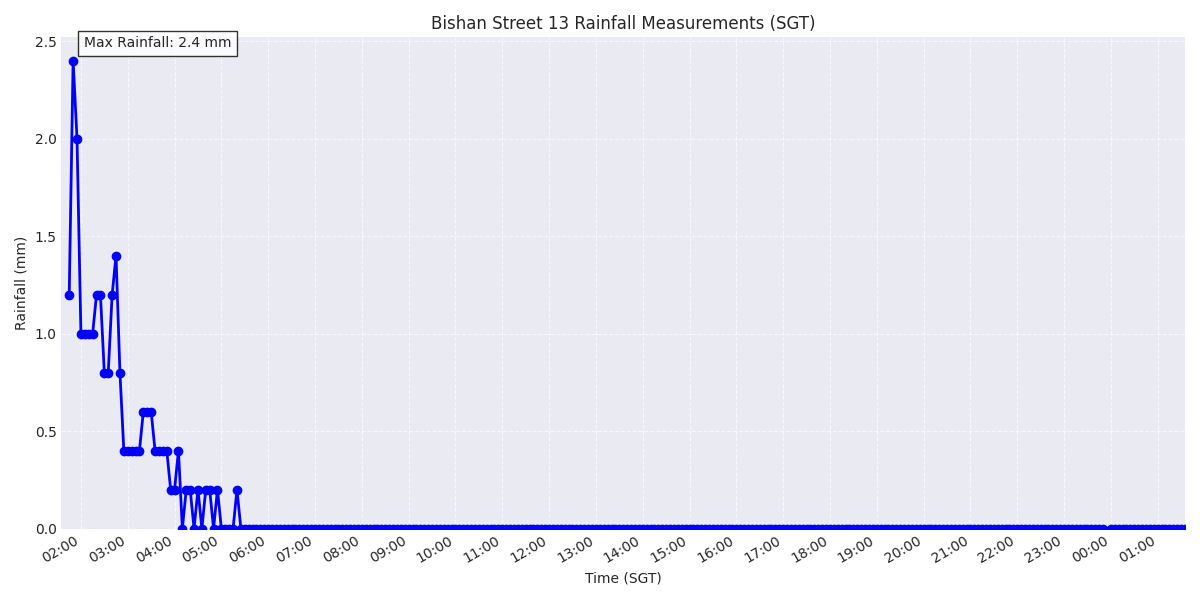 Bishan Street 13 Rainfall Measurements (SGT)
Max Rainfall: 2.4 mm
2.5
2.0
1.5
1.0
0.5
0.0
Rainfall (mm)
02:00 03:00 04:00 05:00 06:00 07:00 08:00 09:00 10:00 11:00 12:00 13:00 14:00 15:00 16:00 17:00 18:00 19:00 20:00 21:00 22:00 23:00 00:00 01:00
Time (SGT)